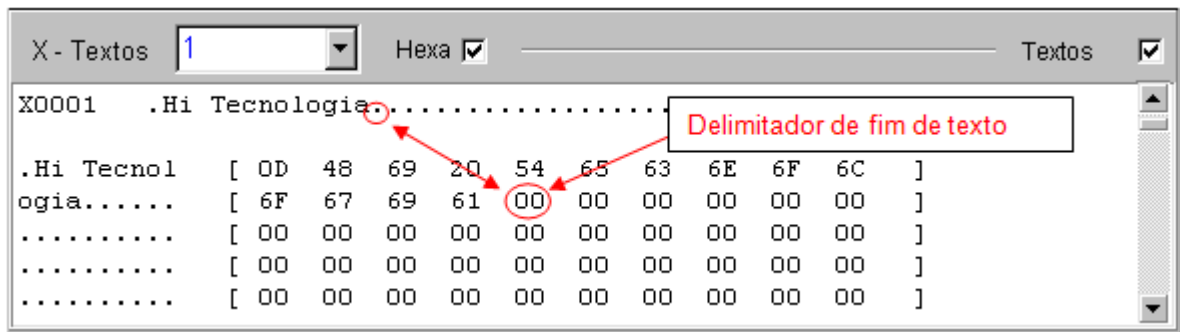 X - Textos 1 Hexa Textos
X0001 .Hi Tecnologia......................
Delimitador de fim de texto
.Hi Tecnol [ 0D 48 69 20 54 65 63 6E 6F 6C ]
ogia...... [ 6F 67 69 61 00 00 00 00 00 00 ]
.......... [ 00 00 00 00 00 00 00 00 00 00 ]
.......... [ 00 00 00 00 00 00 00 00 00 00 ]
.......... [ 00 00 00 00 00 00 00 00 00 00 ]